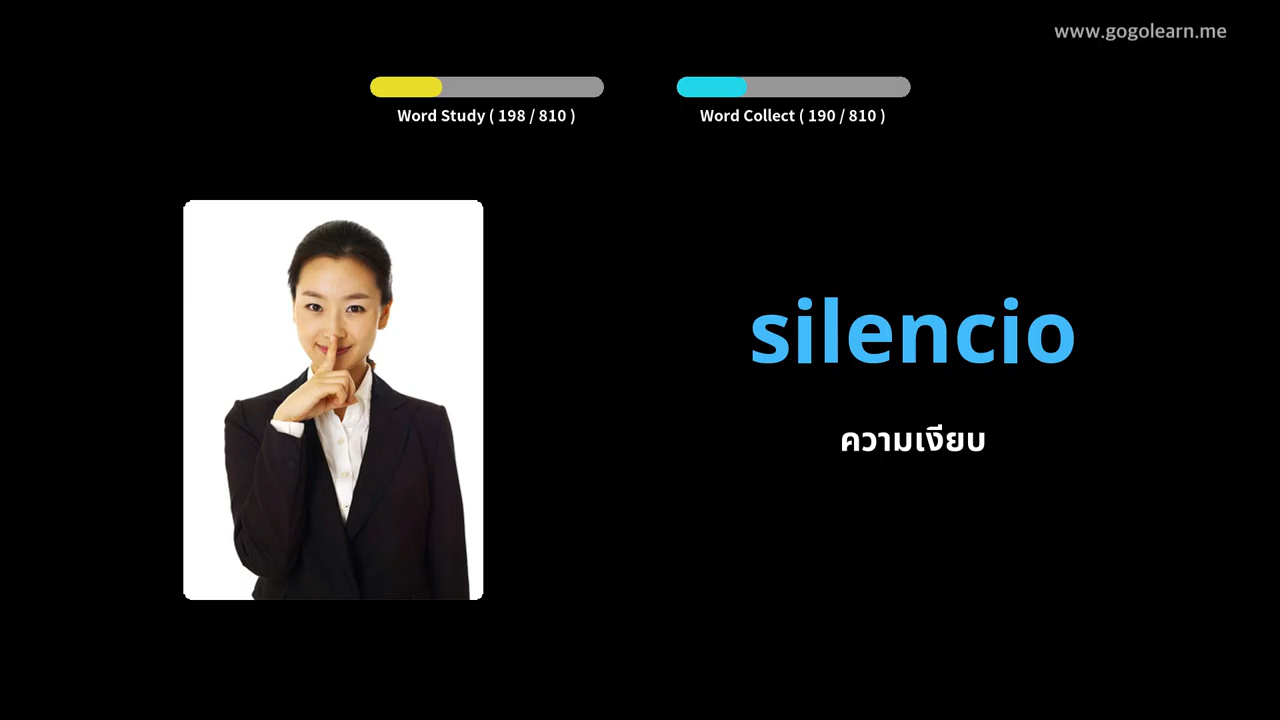 www.gogolearn.me
Word Study ( 198 / 810 )
Word Collect ( 190 / 810 )
silencio
ความเงียบ